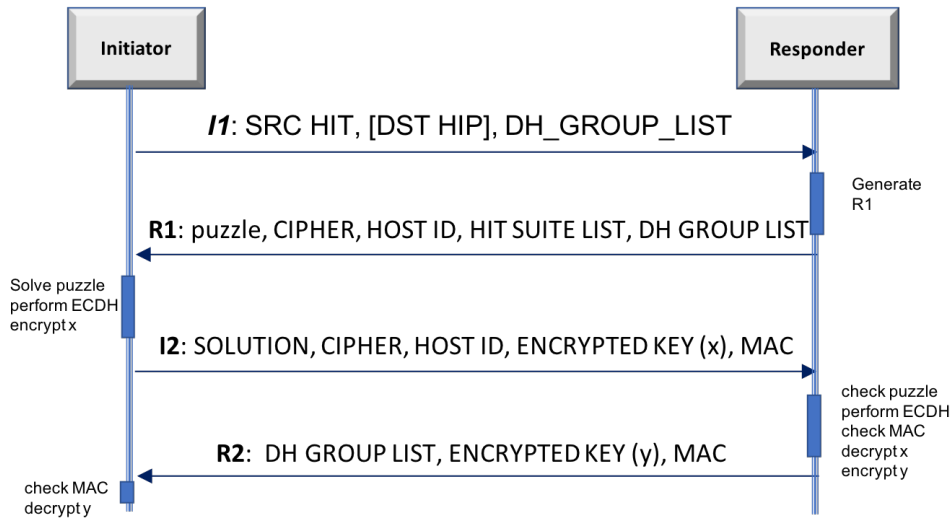 Initiator
Responder
I1: SRC HIT, [DST HIP], DH_GROUP_LIST
Generate
R1
R1: puzzle, CIPHER, HOST ID, HIT SUITE LIST, DH GROUP LIST
Solve puzzle
perform ECDH
encrypt x
I2: SOLUTION, CIPHER, HOST ID, ENCRYPTED KEY (x), MAC
check puzzle
perform ECDH
check MAC
decrypt x
encrypt y
R2: DH GROUP LIST, ENCRYPTED KEY (y), MAC
check MAC
decrypt y